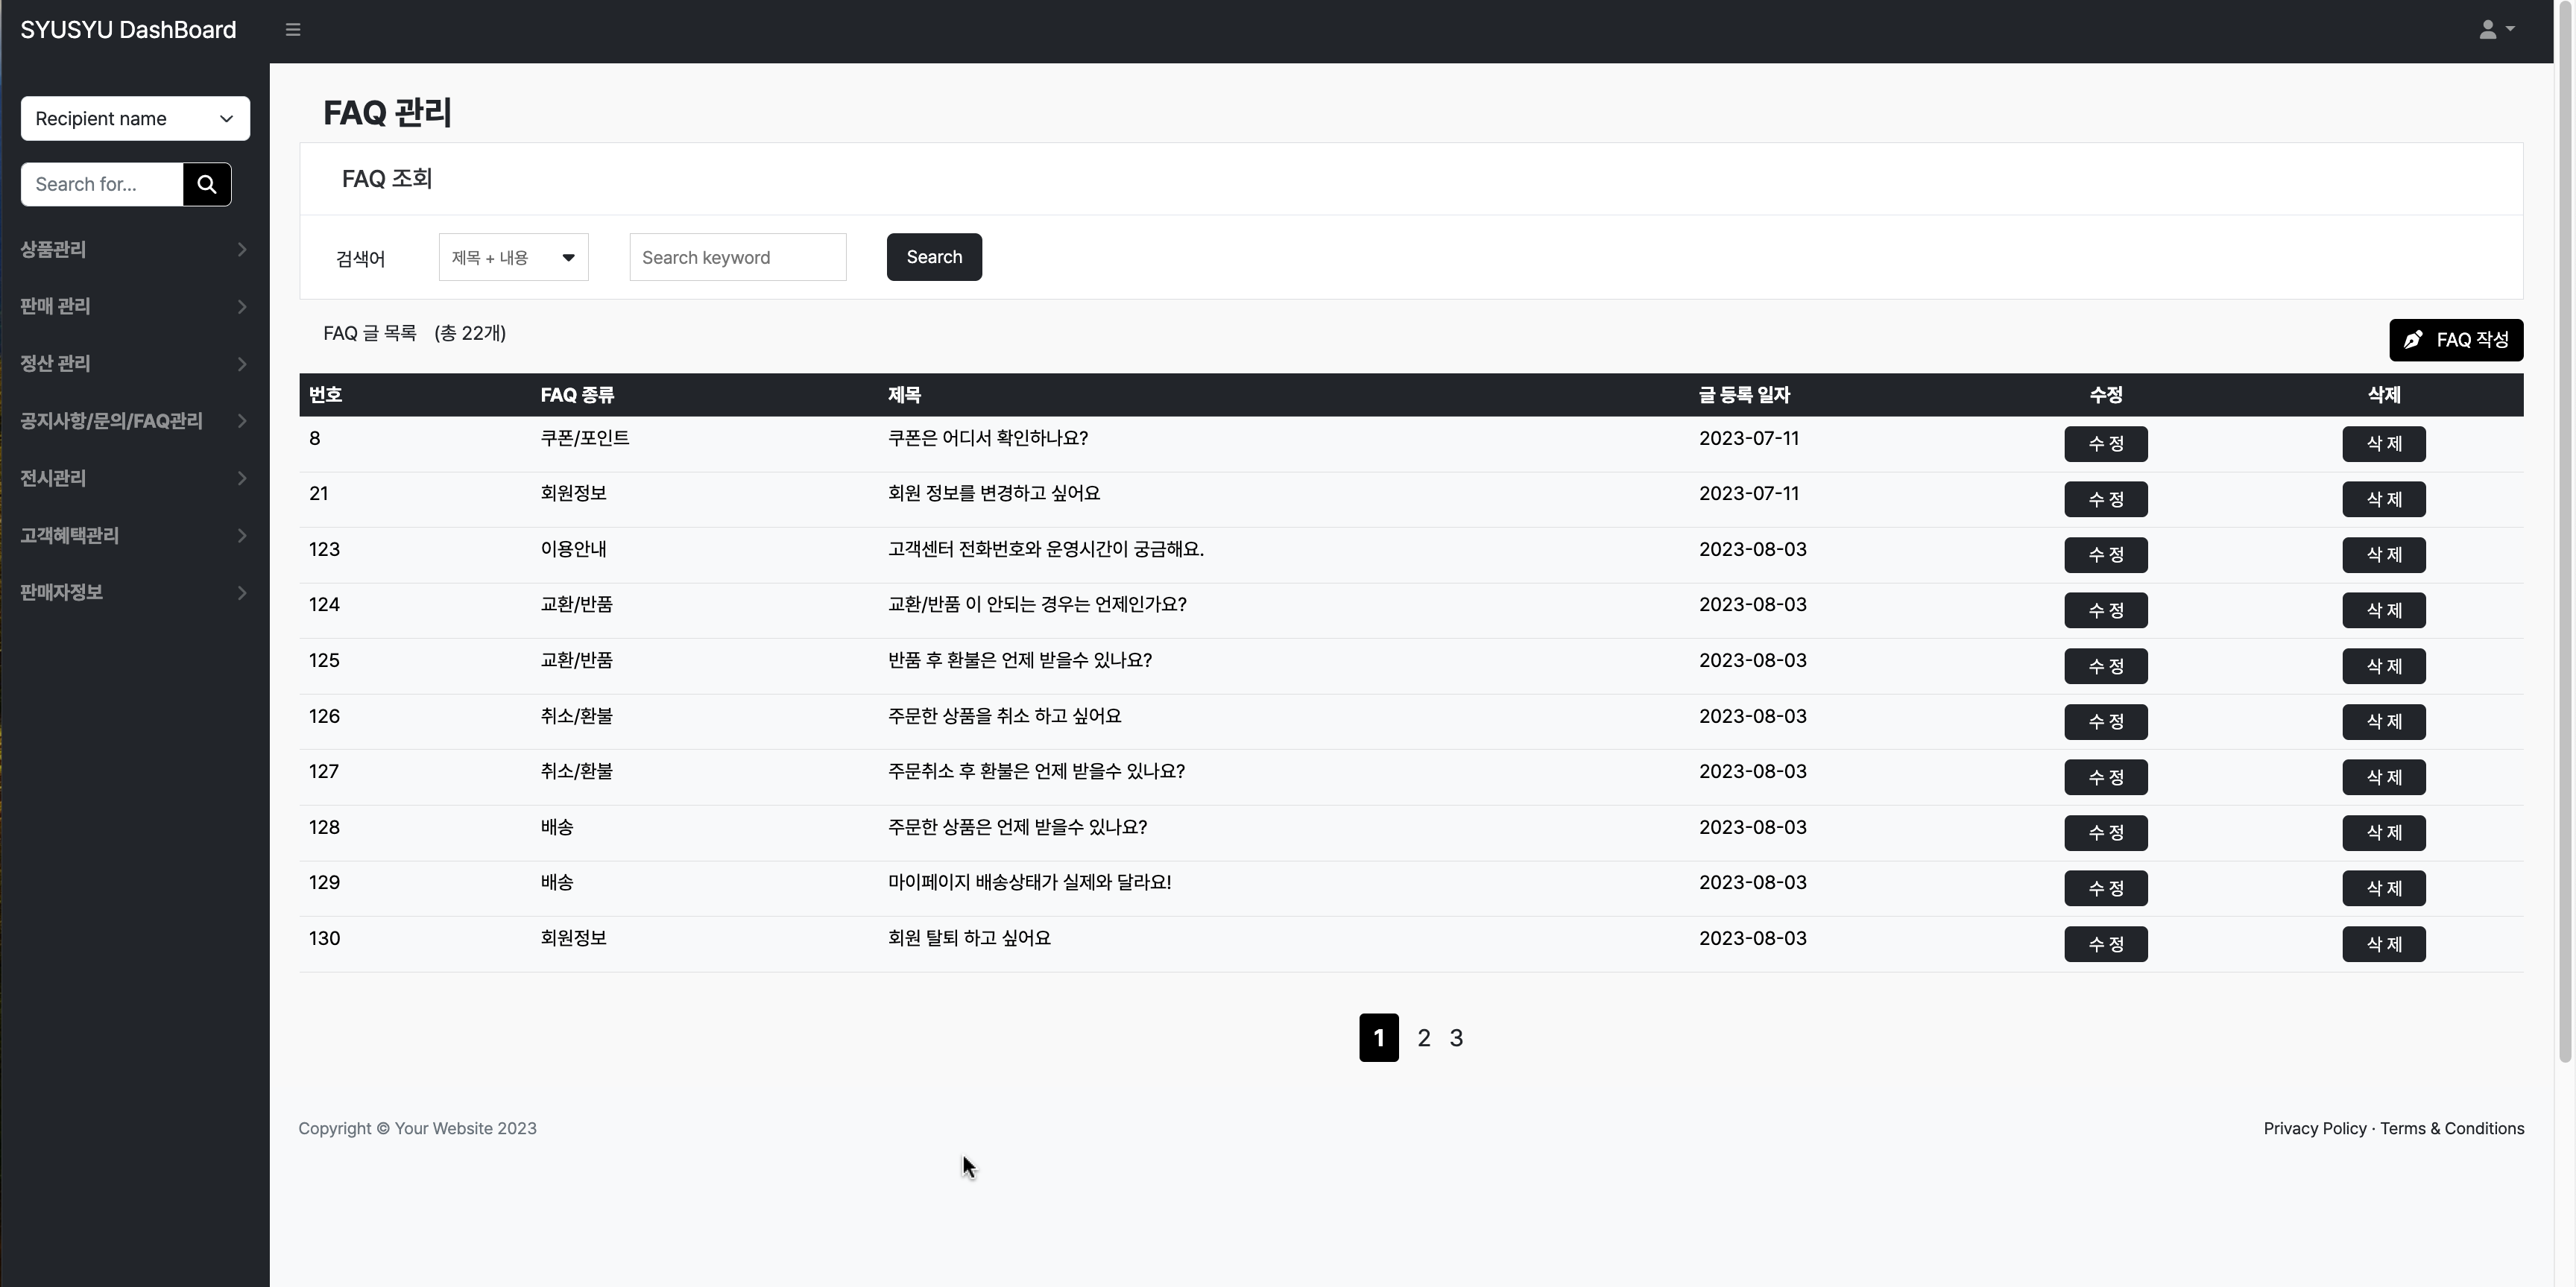 SYUSYU DashBoard
Recipient name
Search for...
상품관리
판매 관리
정산 관리
공지사항/문의/FAQ관리
전시관리
고객혜택관리
판매자정보
FAQ 관리
FAQ 조회
검색어 제목 + 내용 Search keyword Search
FAQ 글 목록 (총 22개) FAQ 작성
번호 FAQ 종류 제목 글 등록 일자 수정 삭제
8 쿠폰/포인트 쿠폰은 어디서 확인하나요? 2023-07-11 수 정 삭 제
21 회원정보 회원 정보를 변경하고 싶어요 2023-07-11 수 정 삭 제
123 이용안내 고객센터 전화번호와 운영시간이 궁금해요. 2023-08-03 수 정 삭 제
124 교환/반품 교환/반품 이 안되는 경우는 언제인가요? 2023-08-03 수 정 삭 제
125 교환/반품 반품 후 환불은 언제 받을수 있나요? 2023-08-03 수 정 삭 제
126 취소/환불 주문한 상품을 취소 하고 싶어요 2023-08-03 수 정 삭 제
127 취소/환불 주문취소 후 환불은 언제 받을수 있나요? 2023-08-03 수 정 삭 제
128 배송 주문한 상품은 언제 받을수 있나요? 2023-08-03 수 정 삭 제
129 배송 마이페이지 배송상태가 실제와 달라요! 2023-08-03 수 정 삭 제
130 회원정보 회원 탈퇴 하고 싶어요 2023-08-03 수 정 삭 제
1 2 3
Copyright © Your Website 2023 Privacy Policy · Terms & Conditions